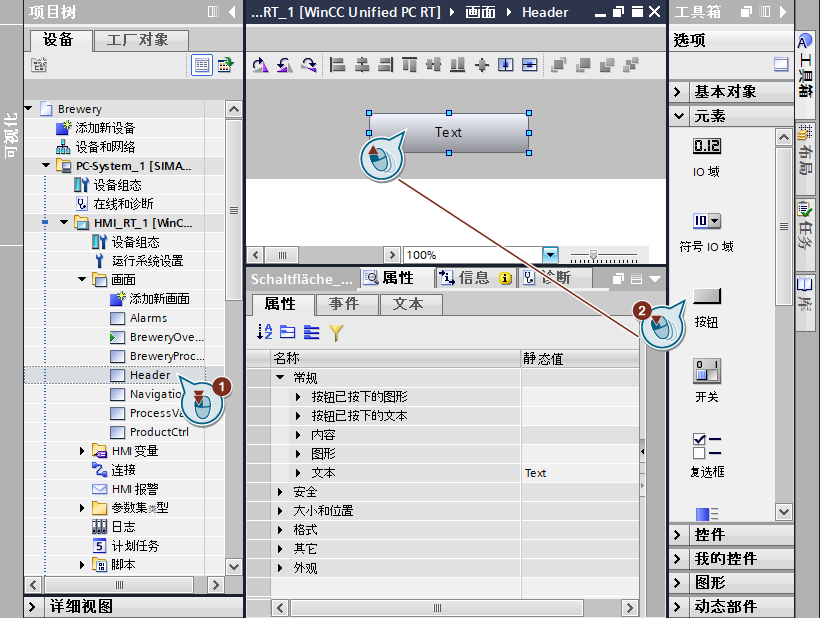 可视化
项目树
设备
工厂对象
Brewery
添加新设备
设备和网络
PC-System_1 [SIMA...
设备组态
在线和诊断
HMI_RT_1 [WinC...
设备组态
运行系统设置
画面
添加新画面
Alarms
BreweryOve...
BreweryProc...
Header
1
Navigatio
ProcessVa
ProductCtrl
HMI 变量
连接
HMI 报警
参数集类型
日志
计划任务
脚本
详细视图
...RT_1 [WinCC Unified PC RT]
画面
Header
Text
100%
Schaltfläche_...
属性
信息
诊断
属性
事件
文本
2
名称
静态值
常规
按钮已按下的图形
按钮已按下的文本
内容
图形
文本
Text
安全
大小和位置
格式
其它
外观
工具箱
选项
基本对象
元素
0.12
IO 域
10
符号 IO 域
按钮
0 1
开关
复选框
控件
我的控件
图形
动态部件
工具箱
布局
任务
库